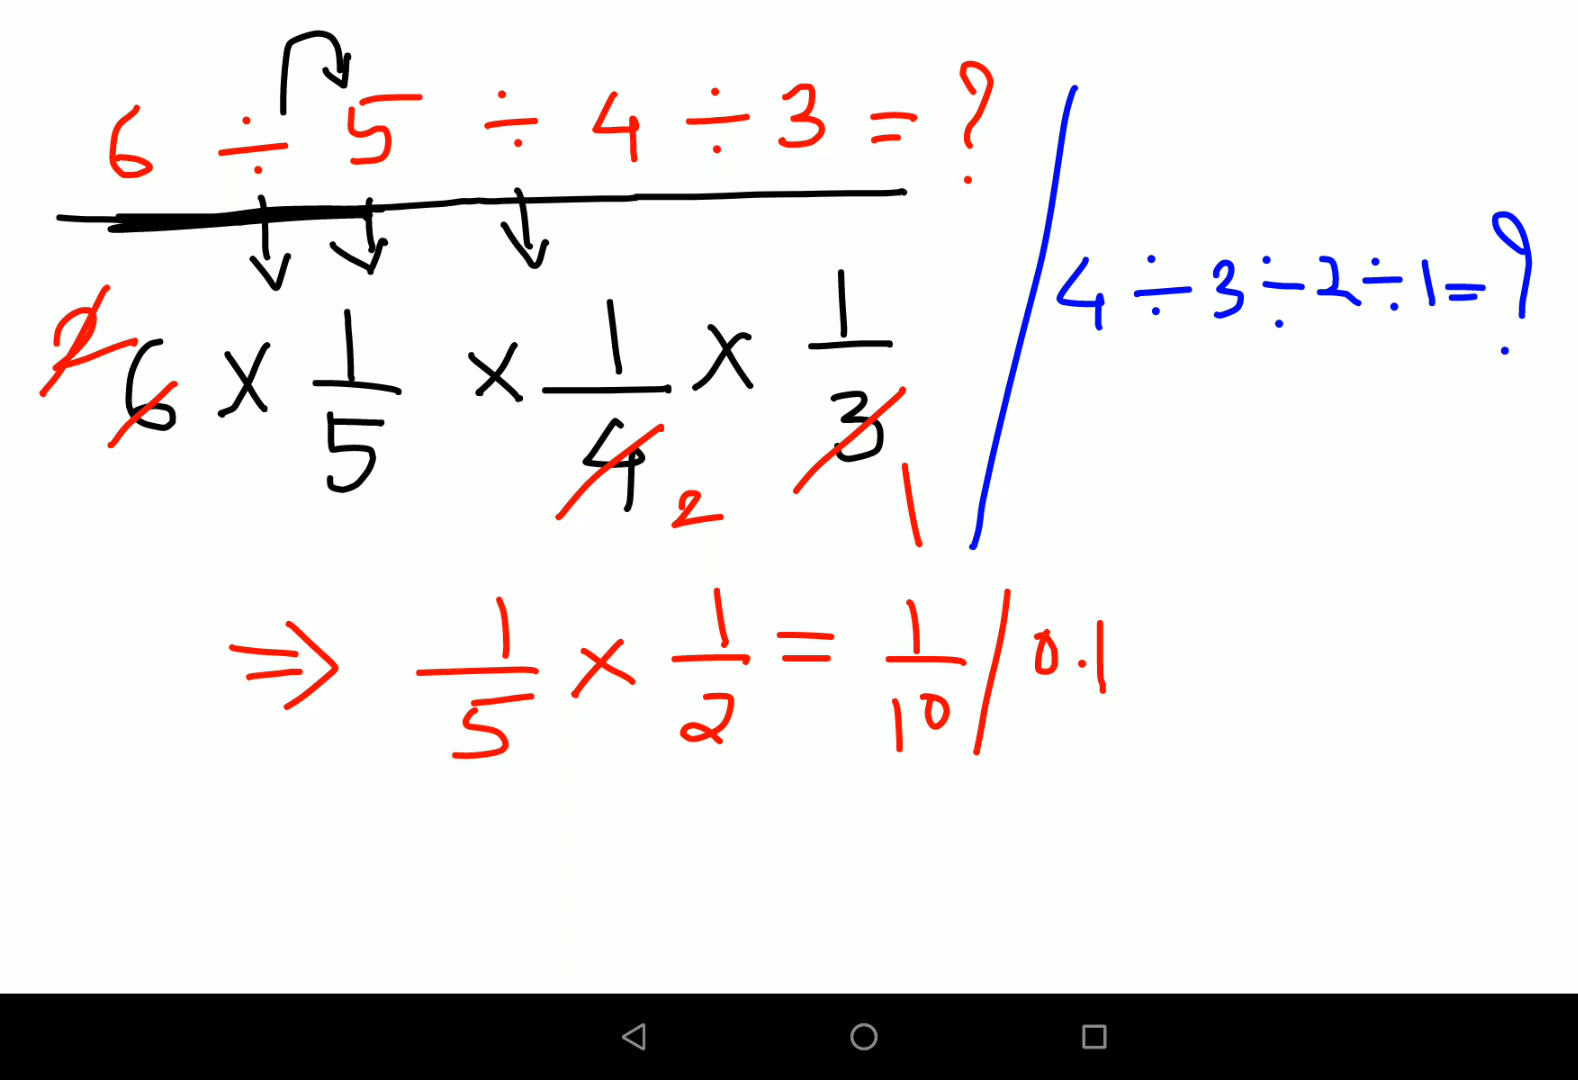 6 ÷ 5 ÷ 4 ÷ 3 = ?
4 ÷ 3 ÷ 2 ÷ 1 = ?
2 6 × 1/5 × 1/4 2 × 1/3 1
⇒ 1/5 × 1/2 = 1/10 / 0.1